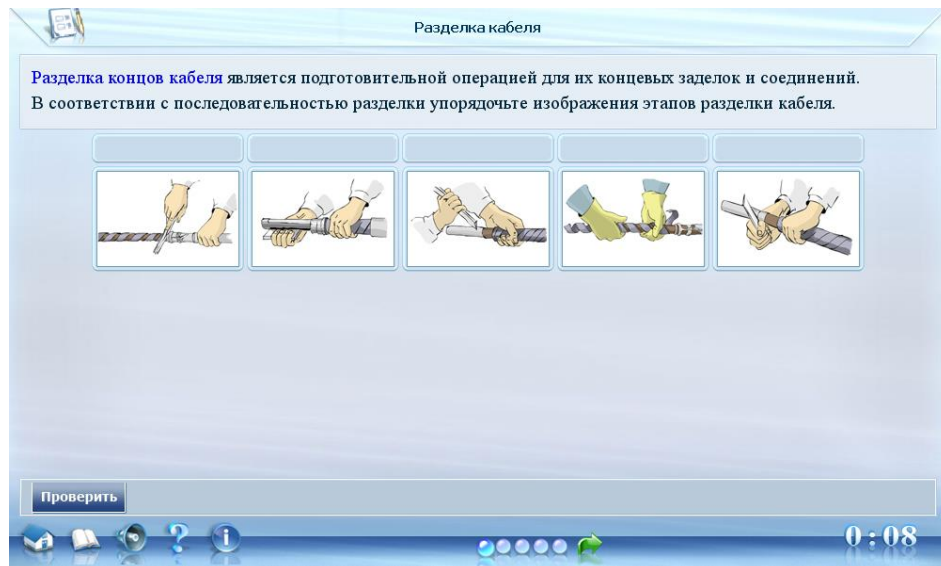 Разделка кабеля
Разделка концов кабеля является подготовительной операцией для их концевых заделок и соединений.
В соответствии с последовательностью разделки упорядочьте изображения этапов разделки кабеля.
Проверить
? i
0:08